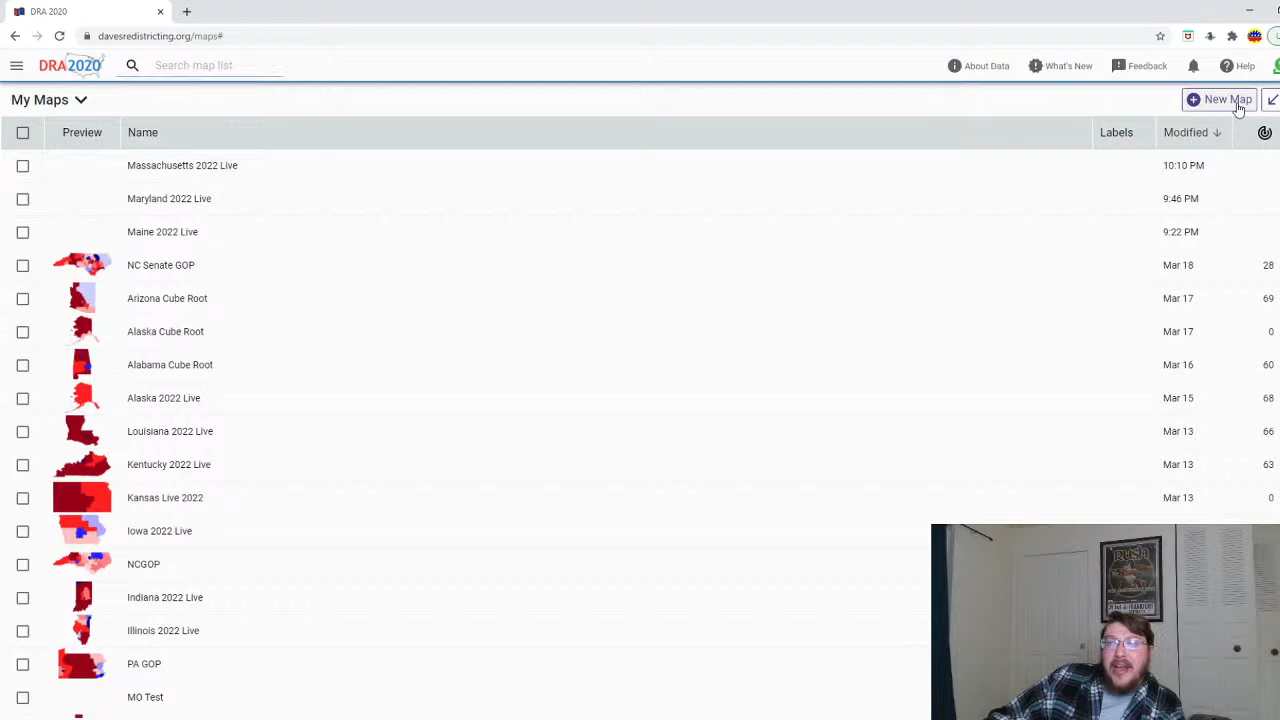 DRA 2020
davesredistricting.org/maps#
DRA2020
Search map list
About Data
What's New
Feedback
Help
My Maps
New Map
Preview
Name
Labels
Modified
Massachusetts 2022 Live
10:10 PM
Maryland 2022 Live
9:46 PM
Maine 2022 Live
9:22 PM
NC Senate GOP
Mar 18
28
Arizona Cube Root
Mar 17
69
Alaska Cube Root
Mar 17
0
Alabama Cube Root
Mar 16
60
Alaska 2022 Live
Mar 15
68
Louisiana 2022 Live
Mar 13
66
Kentucky 2022 Live
Mar 13
63
Kansas Live 2022
Mar 13
0
Iowa 2022 Live
NCGOP
Indiana 2022 Live
Illinois 2022 Live
PA GOP
MO Test
RUSH